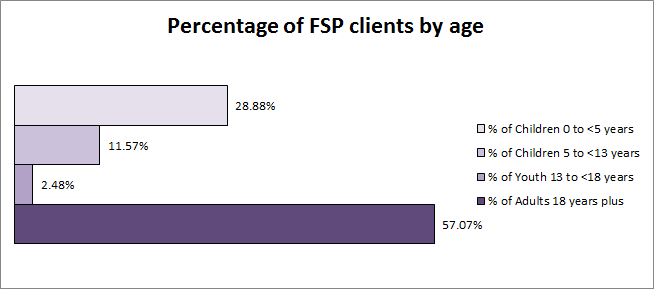 Percentage of FSP clients by age
28.88%
11.57%
2.48%
57.07%
% of Children 0 to <5 years
% of Children 5 to <13 years
% of Youth 13 to <18 years
% of Adults 18 years plus